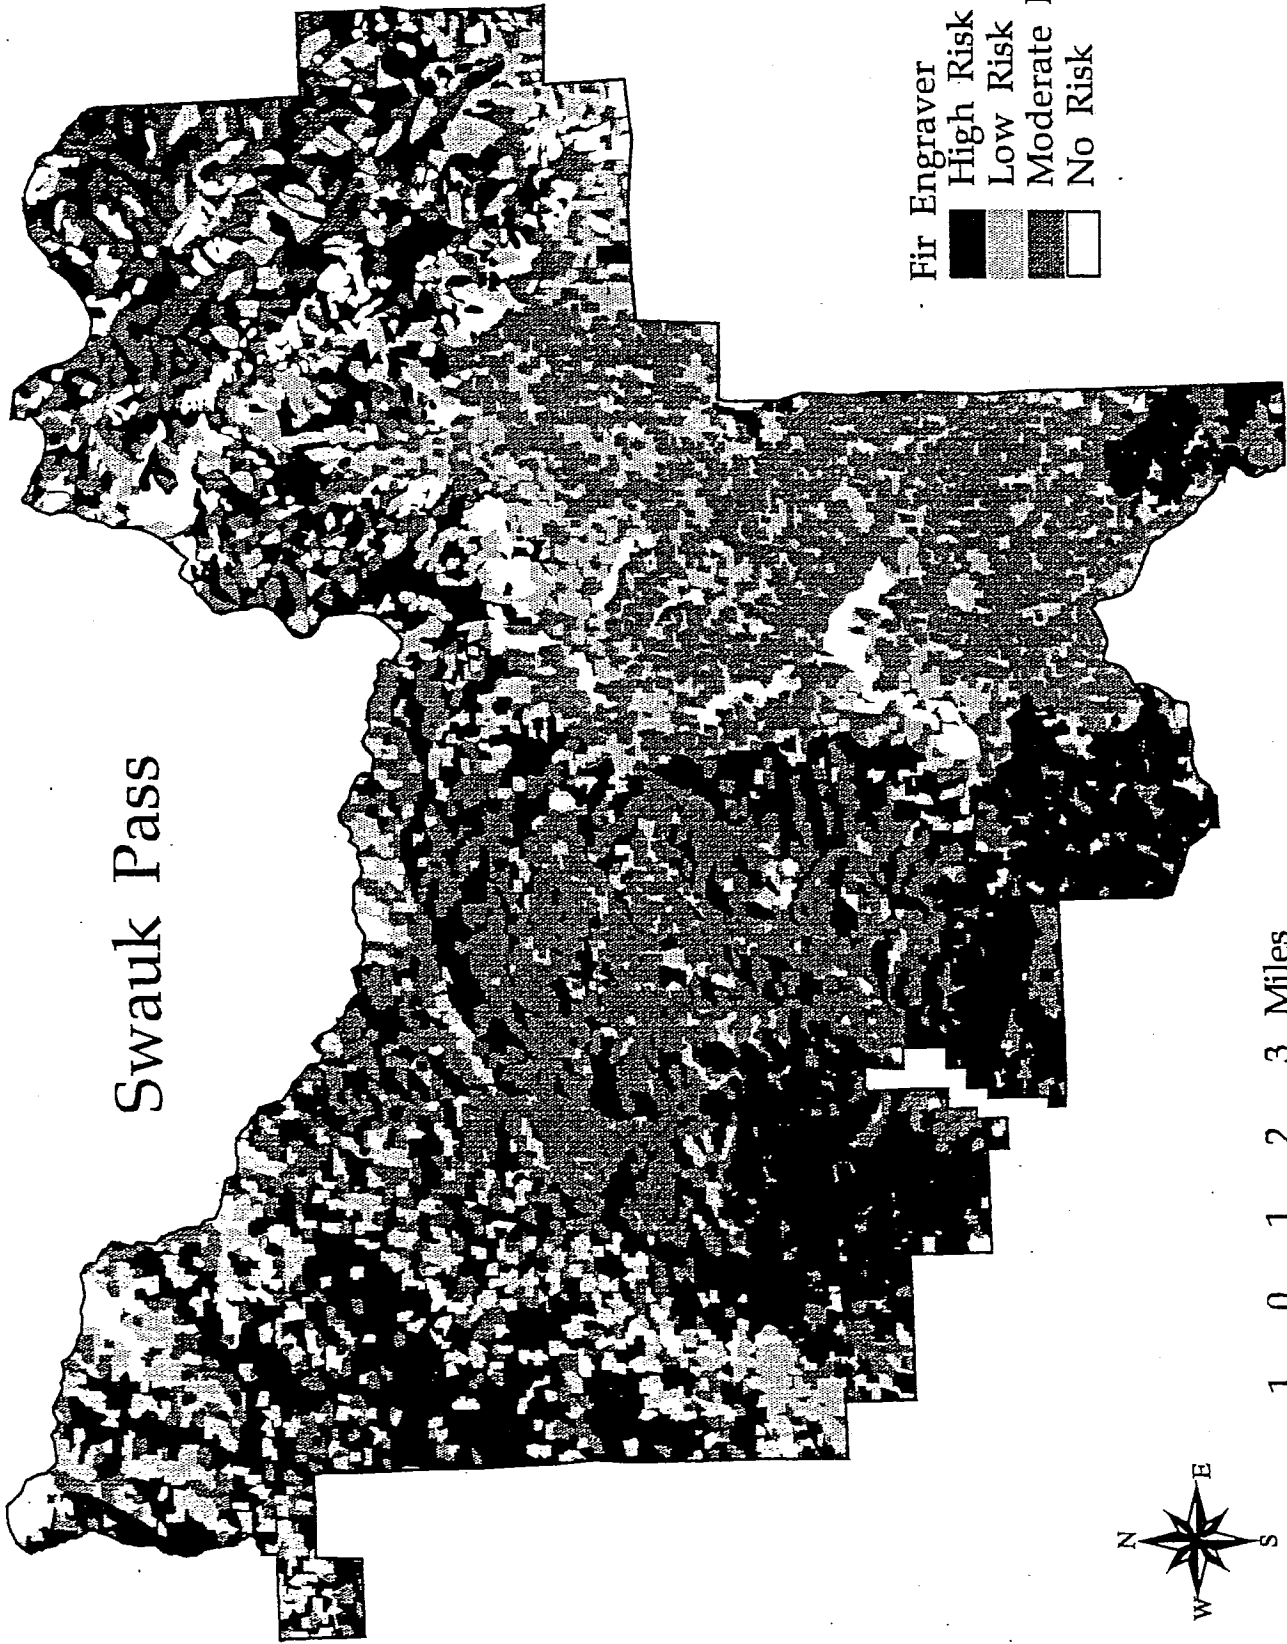 Swauk Pass
Fir Engraver
High Risk
Low Risk
Moderate
No Risk
1 0 1 2 3 Miles
N
W E
S